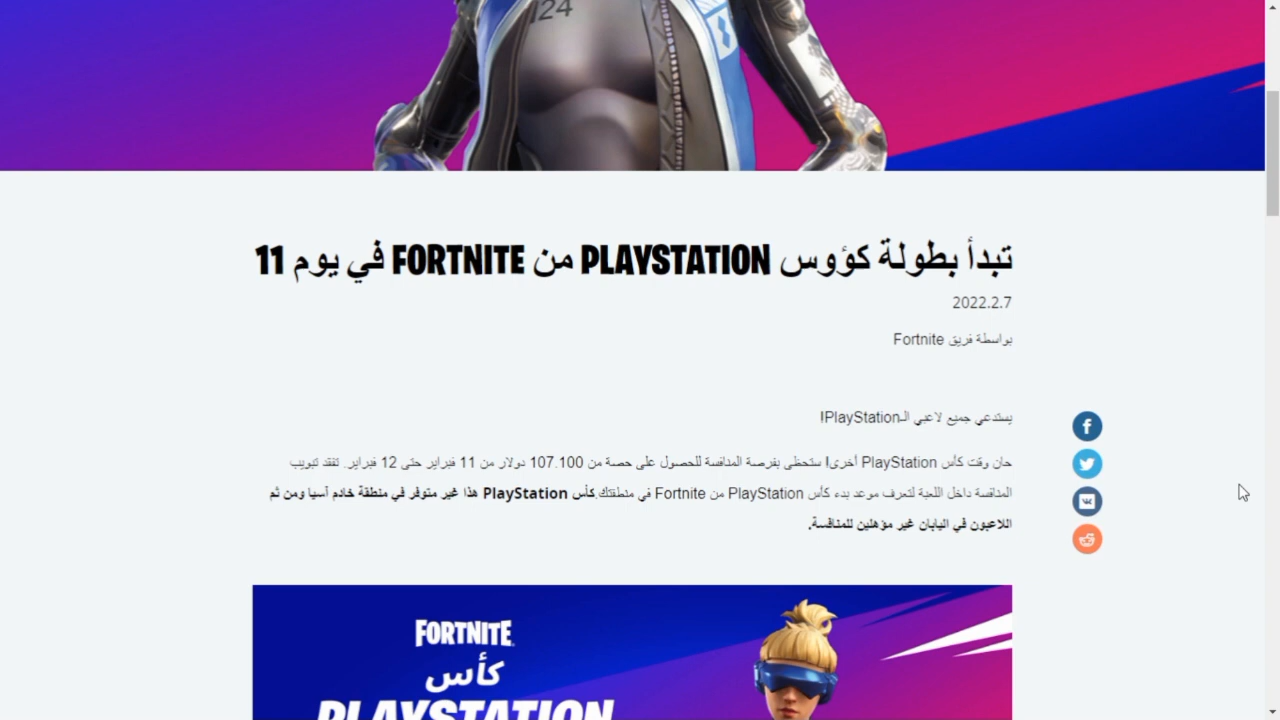 24
تبدأ بطولة كؤوس PLAYSTATION من FORTNITE في يوم 11
2022.2.7
بواسطة فريق Fortnite
يستدعي جميع لاعبي الـPlayStation!
حان وقت كأس PlayStation أخرى! ستحظى بفرصة المنافسة للحصول على حصة من 107.100 دولار من 11 فبراير حتى 12 فبراير. تفقد تبويب
المنافسة داخل اللعبة لتعرف موعد بدء كأس PlayStation من Fortnite في منطقتك.كأس PlayStation هذا غير متوفر في منطقة خادم آسيا ومن ثم
اللاعبون في اليابان غير مؤهلين للمنافسة.
FORTNITE
كأس
PLAYSTATION